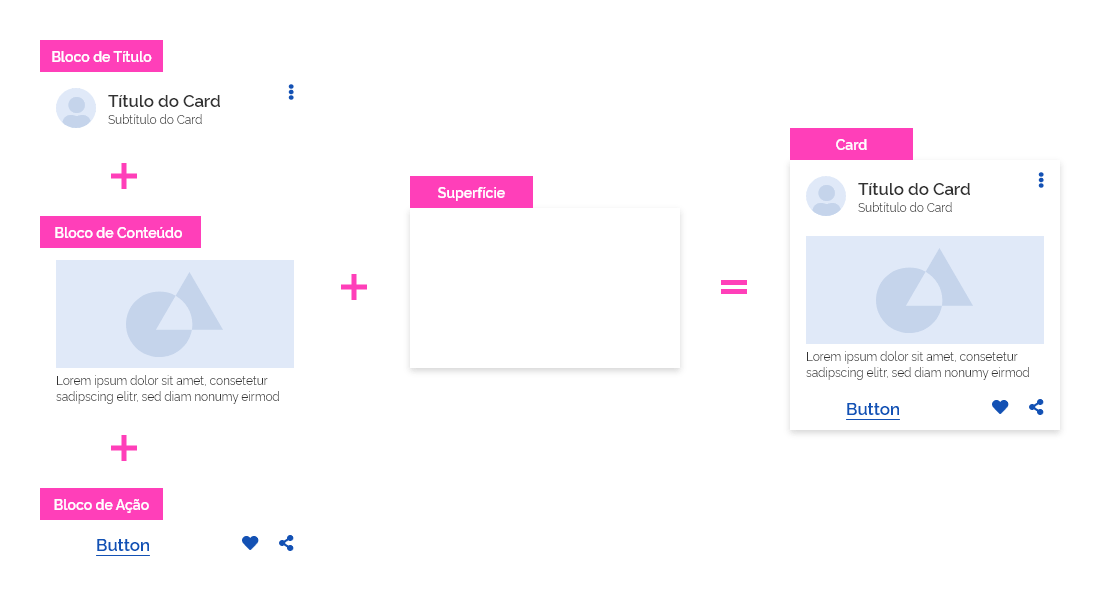 Bloco de Título
Título do Card
Subtítulo do Card
+
Bloco de Conteúdo
Lorem ipsum dolor sit amet, consetetur
sadipscing elitr, sed diam nonumy eirmod
+
Bloco de Ação
Button
+
Superfície
=
Card
Título do Card
Subtítulo do Card
Lorem ipsum dolor sit amet, consetetur
sadipscing elitr, sed diam nonumy eirmod
Button